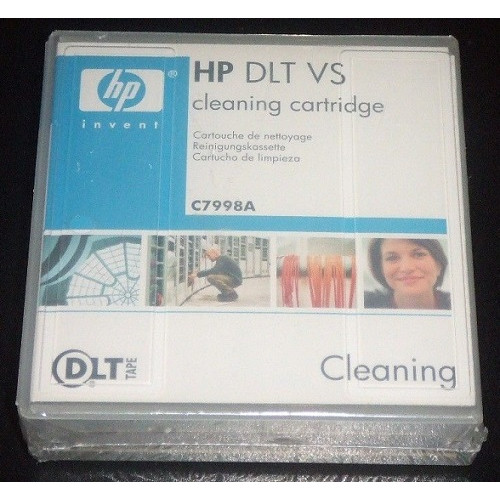 hp
®
invent
HP DLT VS
cleaning cartridge
Cartouche de nettoyage
Reinigungskassette
Cartucho de limpieza
C7998A
DLT
TAPE
®
Cleaning